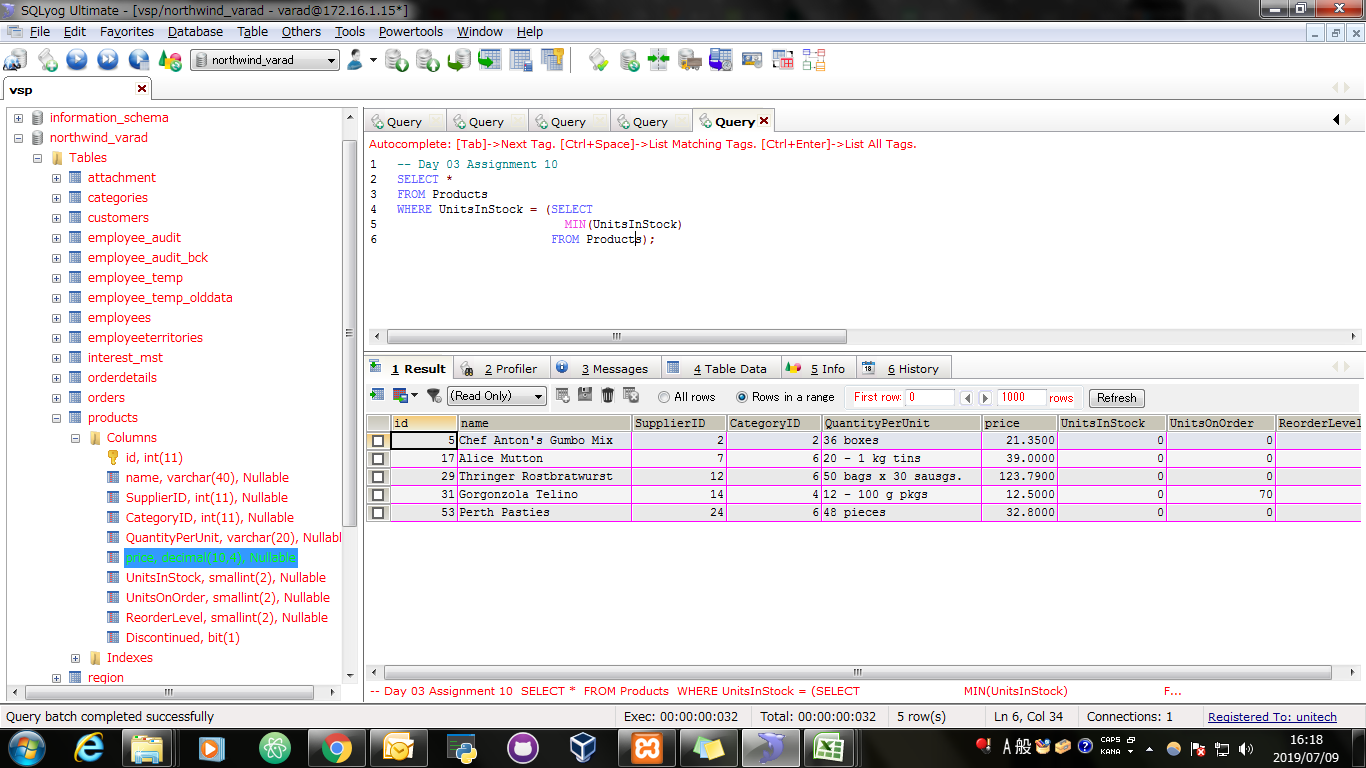 SQLyog Ultimate - [vsp/northwind_varad - varad@172.16.1.15*]
File Edit Favorites Database Table Others Tools Powertools Window Help
northwind_varad
vsp
information_schema
northwind_varad
Tables
attachment
categories
customers
employee_audit
employee_audit_bck
employee_temp
employee_temp_olddata
employees
employeeterritories
interest_mst
orderdetails
orders
products
Columns
id, int(11)
name, varchar(40), Nullable
SupplierID, int(11), Nullable
CategoryID, int(11), Nullable
QuantityPerUnit, varchar(20), Nullabl
price, decimal(19,4), Nullable
UnitsInStock, smallint(2), Nullable
UnitsOnOrder, smallint(2), Nullable
ReorderLevel, smallint(2), Nullable
Discontinued, bit(1)
Indexes
region
Query Query Query Query Query
Autocomplete: [Tab]->Next Tag. [Ctrl+Space]->List Matching Tags. [Ctrl+Enter]->List All Tags.
1 -- Day 03 Assignment 10
2 SELECT *
3 FROM Products
4 WHERE UnitsInStock = (SELECT
5 MIN(UnitsInStock)
6 FROM Products);
1 Result 2 Profiler 3 Messages 4 Table Data 5 Info 6 History
(Read Only) All rows Rows in a range First row: 0 1000 rows Refresh
id name SupplierID CategoryID QuantityPerUnit price UnitsInStock UnitsOnOrder ReorderLevel
5 Chef Anton's Gumbo Mix 2 2 36 boxes 21.3500 0 0
17 Alice Mutton 7 6 20 - 1 kg tins 39.0000 0 0
29 Thringer Rostbratwurst 12 6 50 bags x 30 sausgs. 123.7900 0 0
31 Gorgonzola Telino 14 4 12 - 100 g pkgs 12.5000 0 70
53 Perth Pasties 24 6 48 pieces 32.8000 0 0
-- Day 03 Assignment 10 SELECT * FROM Products WHERE UnitsInStock = (SELECT MIN(UnitsInStock) F...
Query batch completed successfully Exec: 00:00:00:032 Total: 00:00:00:032 5 row(s) Ln 6, Col 34 Connections: 1 Registered To: unitech
A 般 CAPS KANA 16:18
2019/07/09